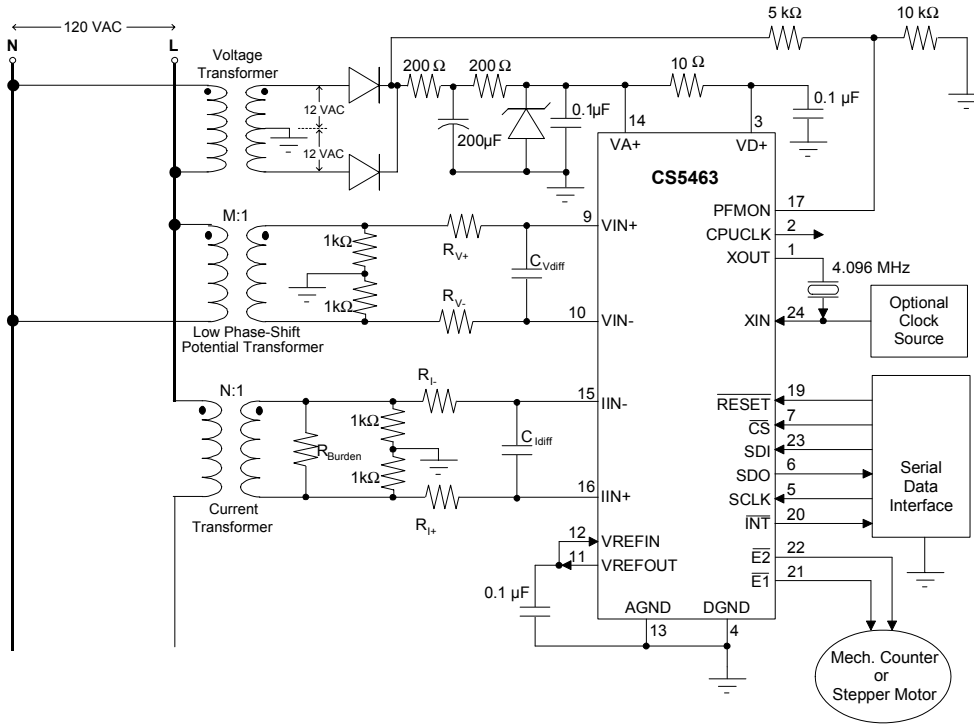 120 VAC
N
L
Voltage
Transformer
12 VAC
12 VAC
200 Ω
200 Ω
200µF
0.1µF
10 Ω
0.1 µF
5 kΩ
10 kΩ
14
VA+
3
VD+
CS5463
PFMON
17
CPUCLK
2
XOUT
1
4.096 MHz
XIN
24
Optional
Clock
Source
M:1
1kΩ
1kΩ
RV+
RV-
CVdiff
9
VIN+
10
VIN-
Low Phase-Shift
Potential Transformer
N:1
RBurden
1kΩ
1kΩ
RI-
RI+
CIdiff
15
IIN-
16
IIN+
Current
Transformer
12
VREFIN
11
VREFOUT
0.1 µF
RESET
19
CS
7
SDI
23
SDO
6
SCLK
5
INT
20
Serial
Data
Interface
E2
22
E1
21
AGND
13
DGND
4
Mech. Counter
or
Stepper Motor